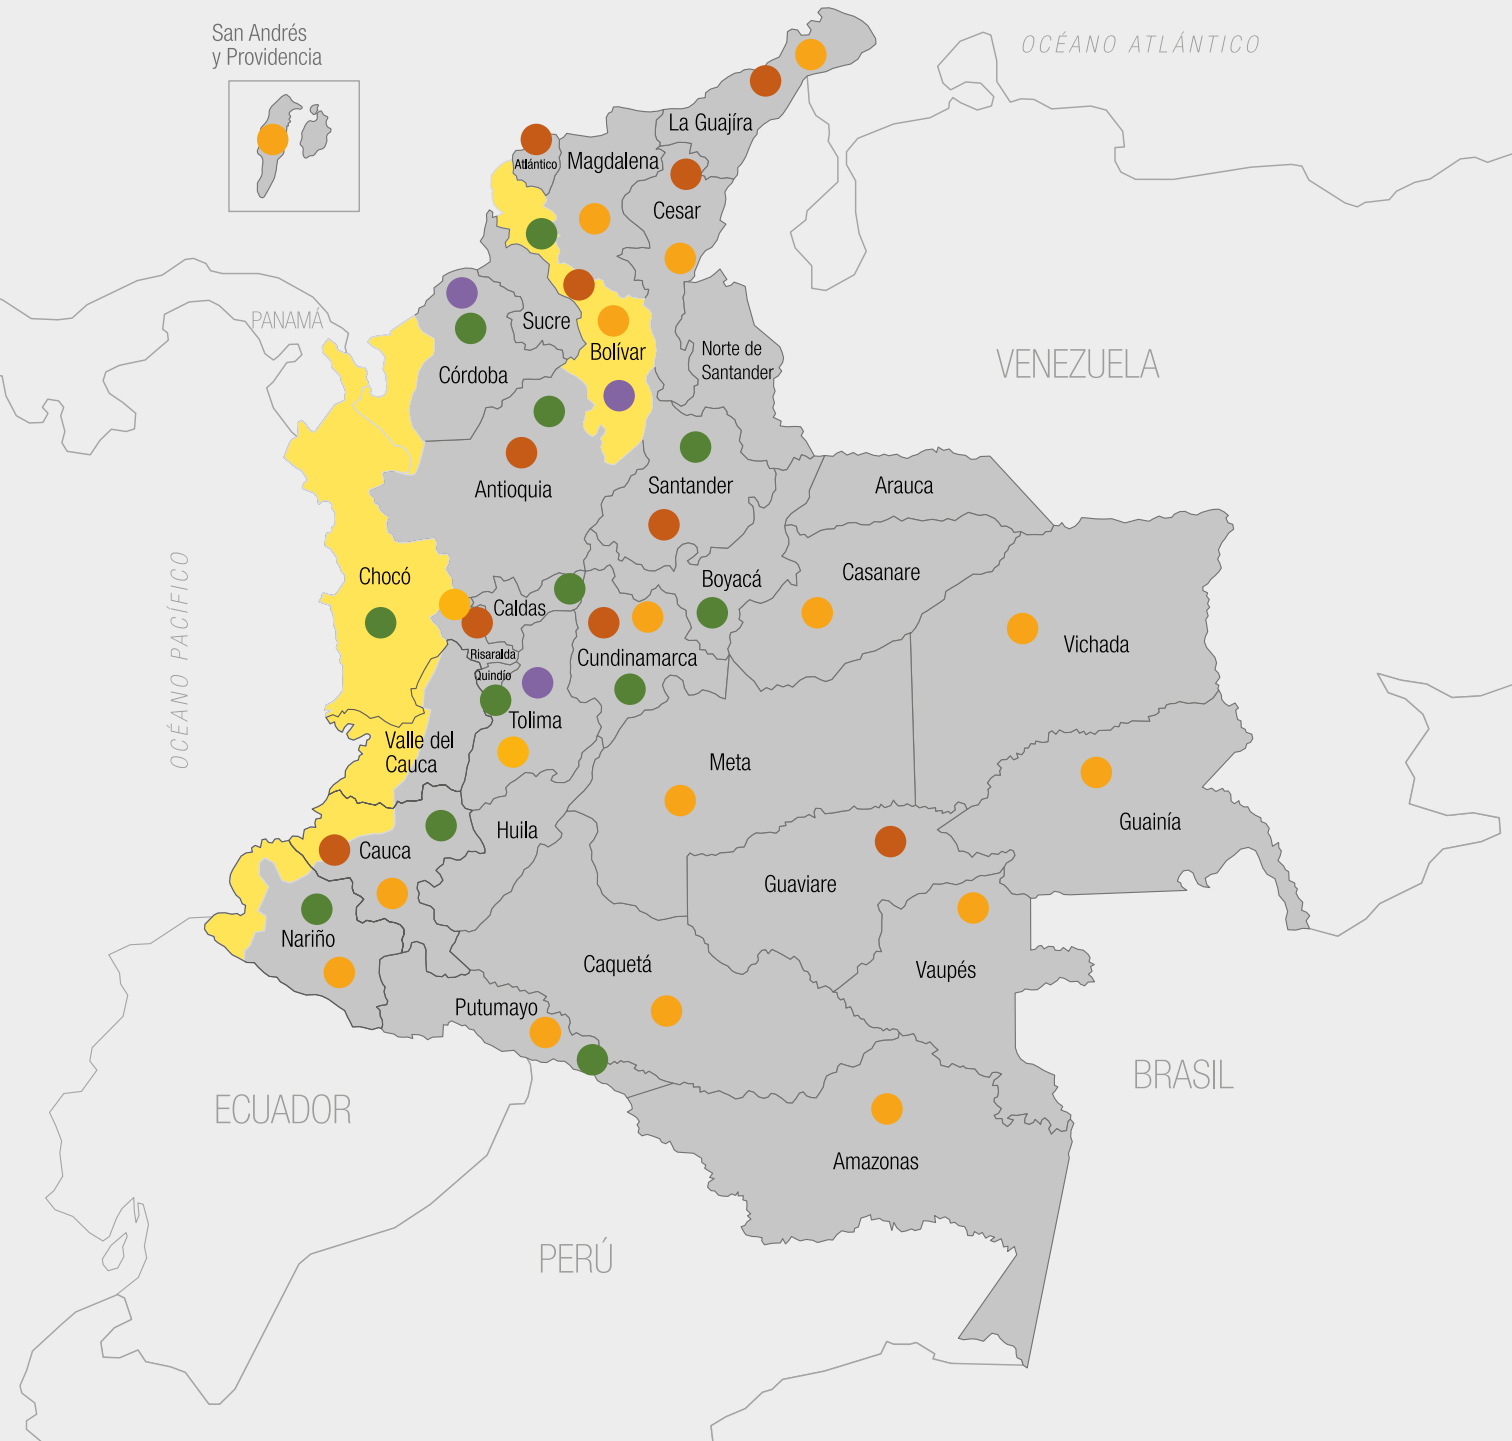 San Andrés
y Providencia
OCÉANO ATLÁNTICO
La Guajíra
Atlántico
Magdalena
Cesar
PANAMÁ
Sucre
Bolívar
Norte de
Santander
VENEZUELA
Córdoba
Antioquia
Santander
Arauca
OCÉANO PACÍFICO
Chocó
Boyacá
Casanare
Caldas
Vichada
Risaralda
Cundinamarca
Quindío
Tolima
Valle del
Cauca
Meta
Guainía
Huila
Cauca
Guaviare
Nariño
Caquetá
Vaupés
Putumayo
BRASIL
ECUADOR
Amazonas
PERÚ